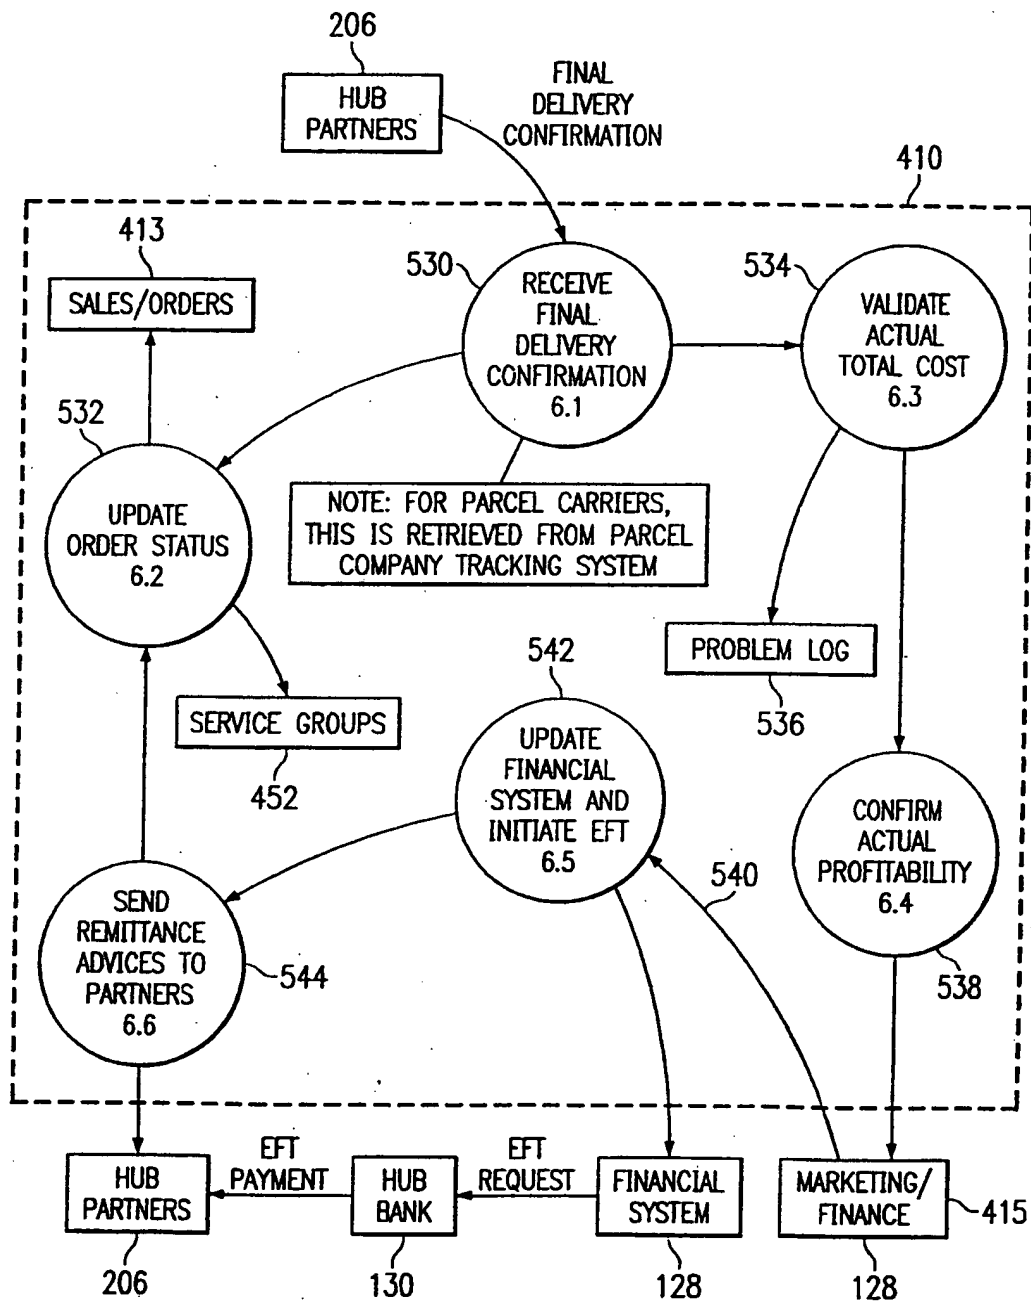 206
HUB
PARTNERS
FINAL
DELIVERY
CONFIRMATION
410
413
SALES/ORDERS
530
RECEIVE
FINAL
DELIVERY
CONFIRMATION
6.1
534
VALIDATE
ACTUAL
TOTAL COST
6.3
532
UPDATE
ORDER STATUS
6.2
NOTE: FOR PARCEL CARRIERS,
THIS IS RETRIEVED FROM PARCEL
COMPANY TRACKING SYSTEM
PROBLEM LOG
536
SERVICE GROUPS
452
542
UPDATE
FINANCIAL
SYSTEM AND
INITIATE EFT
6.5
540
CONFIRM
ACTUAL
PROFITABILITY
6.4
538
SEND
REMITTANCE
ADVICES TO
PARTNERS
6.6
544
HUB
PARTNERS
206
EFT
PAYMENT
HUB
BANK
130
EFT
REQUEST
FINANCIAL
SYSTEM
128
MARKETING/
FINANCE
415
128